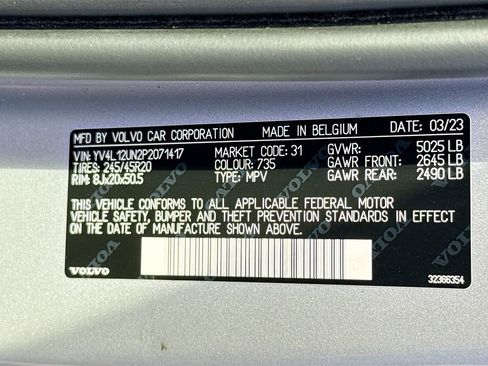 MFD BY VOLVO CAR CORPORATION MADE IN BELGIUM DATE: 03/23
VIN: YV4L12UN2P2071417 MARKET CODE: 31 GVWR: 5025 LB
TIRES: 245/45R20 COLOUR: 735 GAWR FRONT: 2645 LB
RIM: 8Jx20x50.5 TYPE: MPV GAWR REAR: 2490 LB
THIS VEHICLE CONFORMS TO ALL APPLICABLE FEDERAL MOTOR
VEHICLE SAFETY, BUMPER AND THEFT PREVENTION STANDARDS IN EFFECT
ON THE DATE OF MANUFACTURE SHOWN ABOVE.
VOLVO 32366354